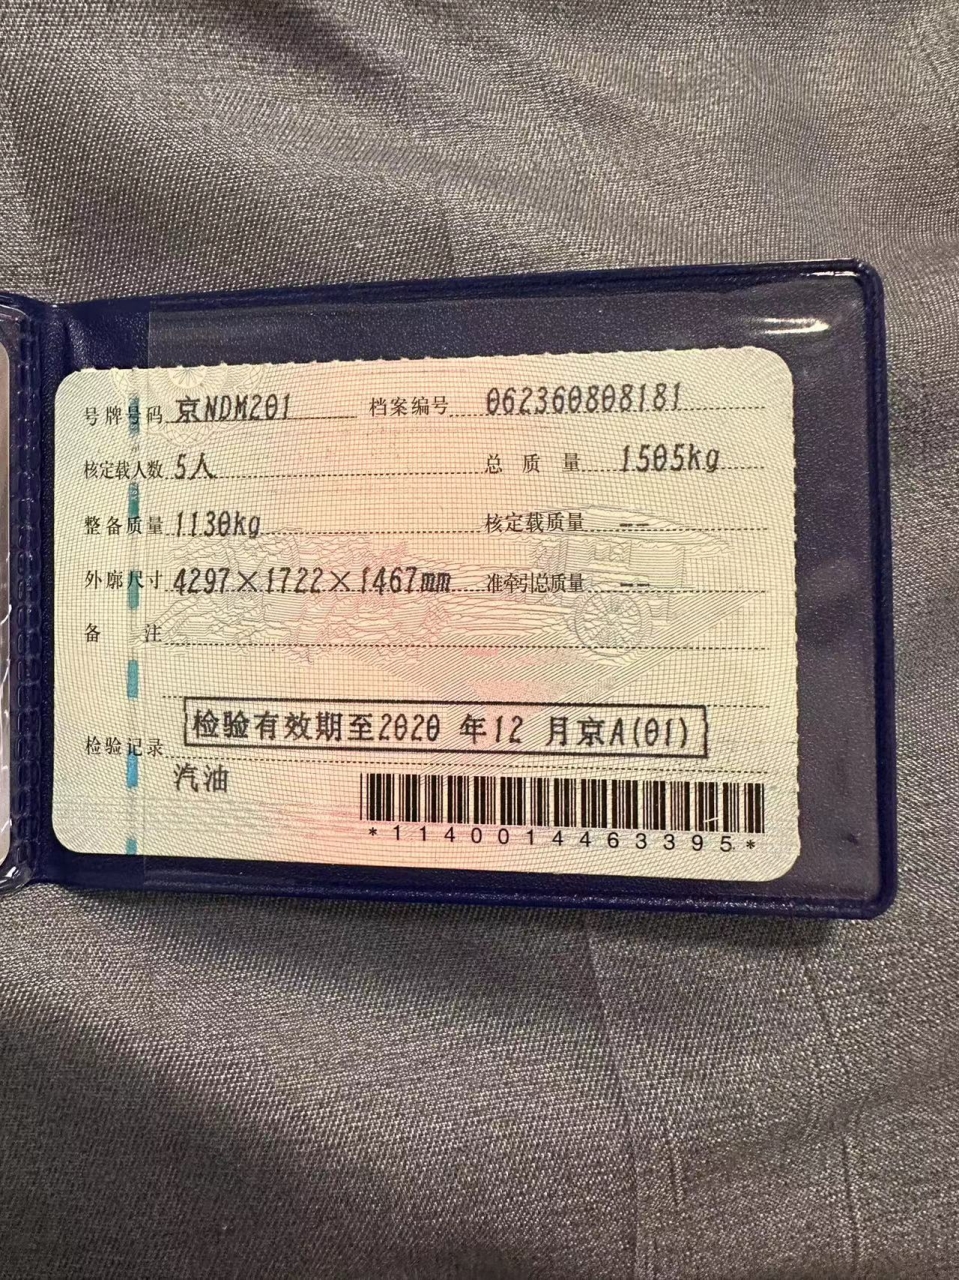 号牌号码 京NDM201 档案编号 062360808181
核定载人数 5人 总质量 1505kg
整备质量 1130kg 核定载质量 --
外廓尺寸 4297×1722×1467mm 准牵引总质量 --
备注
检验记录 检验有效期至2020 年12 月京A(01)
汽油
*1140014463395*